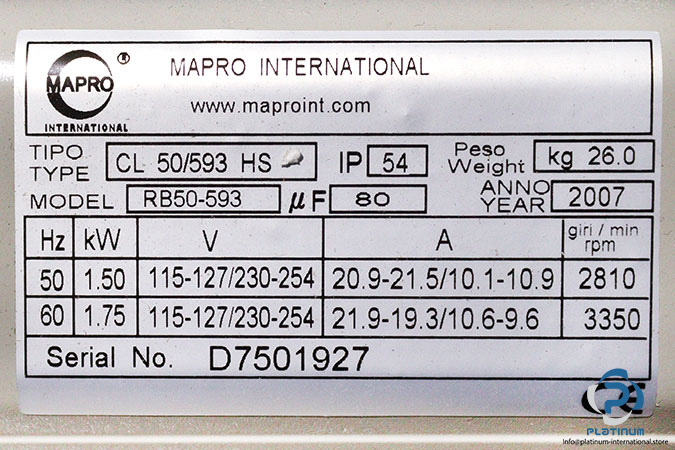 MAPRO ®
INTERNATIONAL
MAPRO INTERNATIONAL
www.maproint.com
TIPO
TYPE CL 50/593 HS IP 54 Peso
Weight kg 26.0
MODEL RB50-593 µF 80 ANNO
YEAR 2007
Hz kW V A giri / min
rpm
50 1.50 115-127/230-254 20.9-21.5/10.1-10.9 2810
60 1.75 115-127/230-254 21.9-19.3/10.6-9.6 3350
Serial No. D7501927
CE
PLATINUM
Info@platinum-international.store